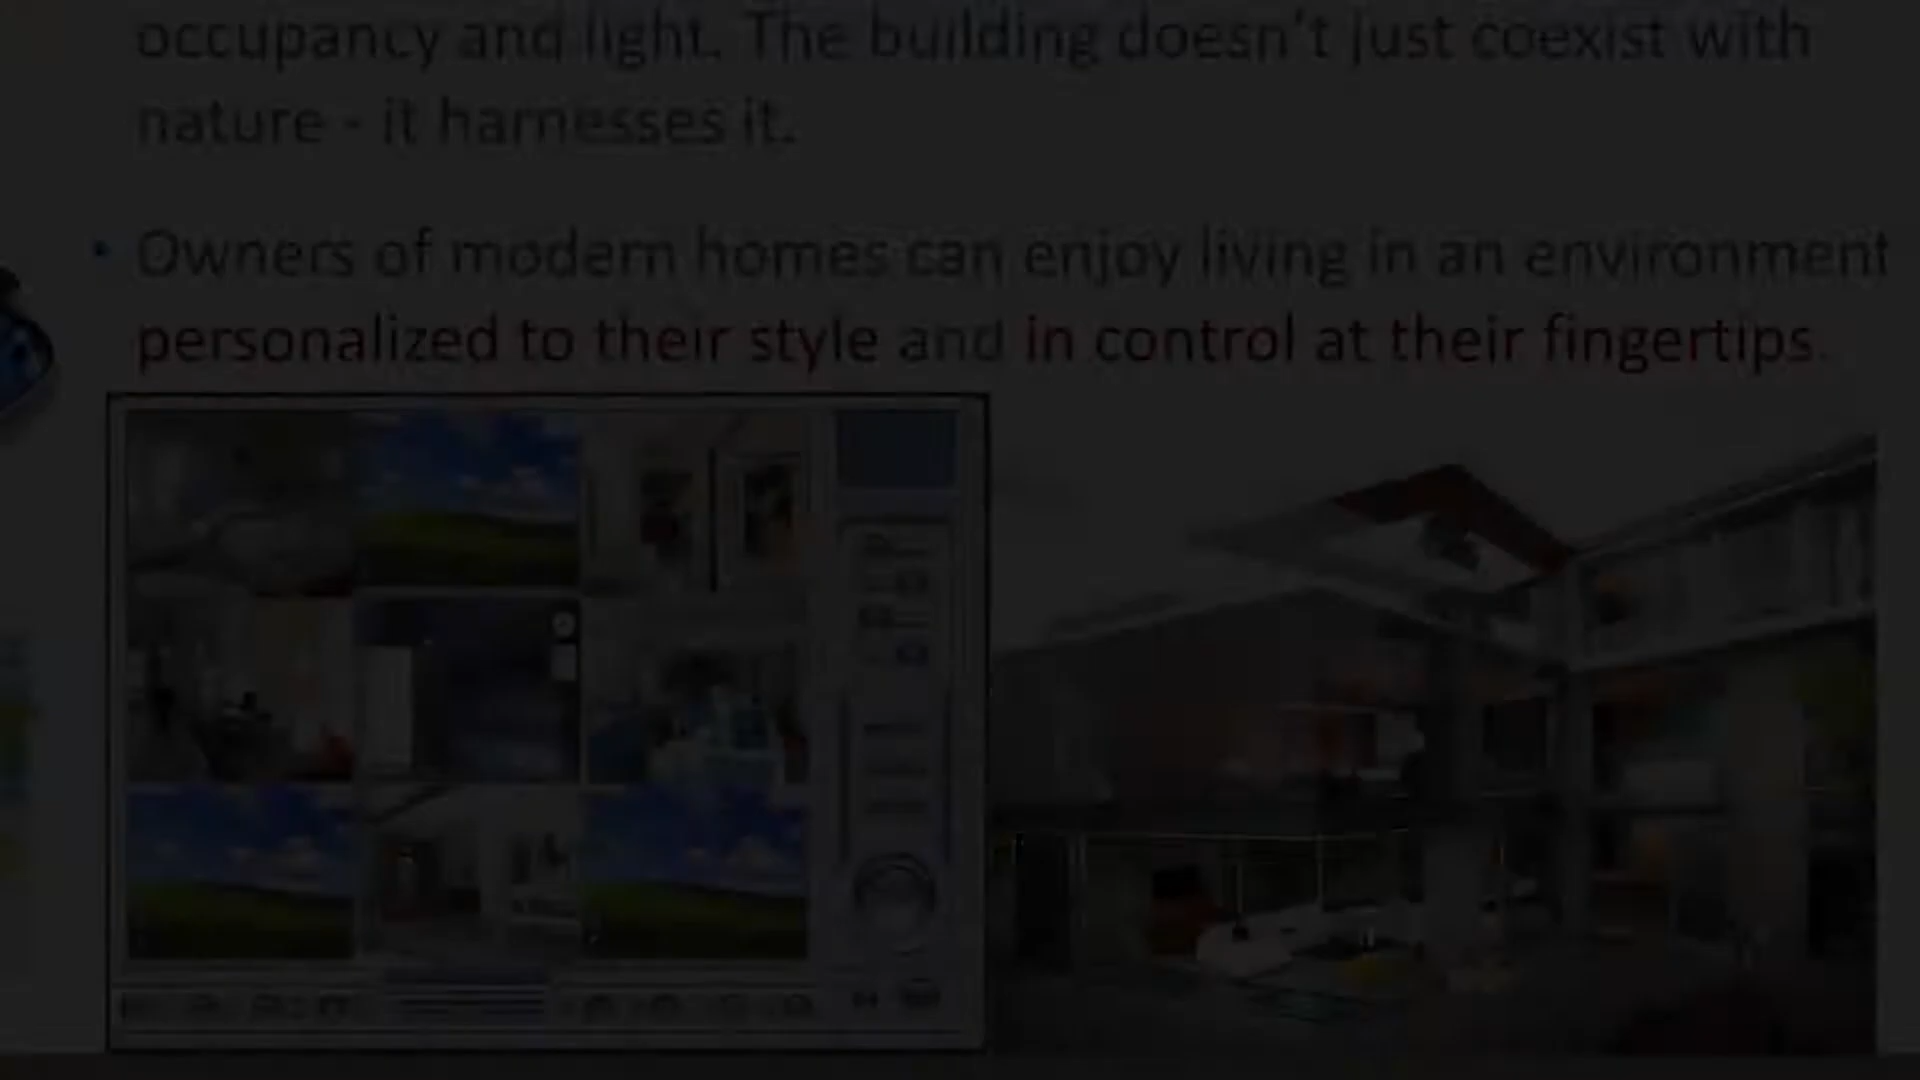 occupancy and light. The building doesn't just coexist with
nature - it harnesses it.
• Owners of modern homes can enjoy living in an environment
personalized to their style and in control at their fingertips.